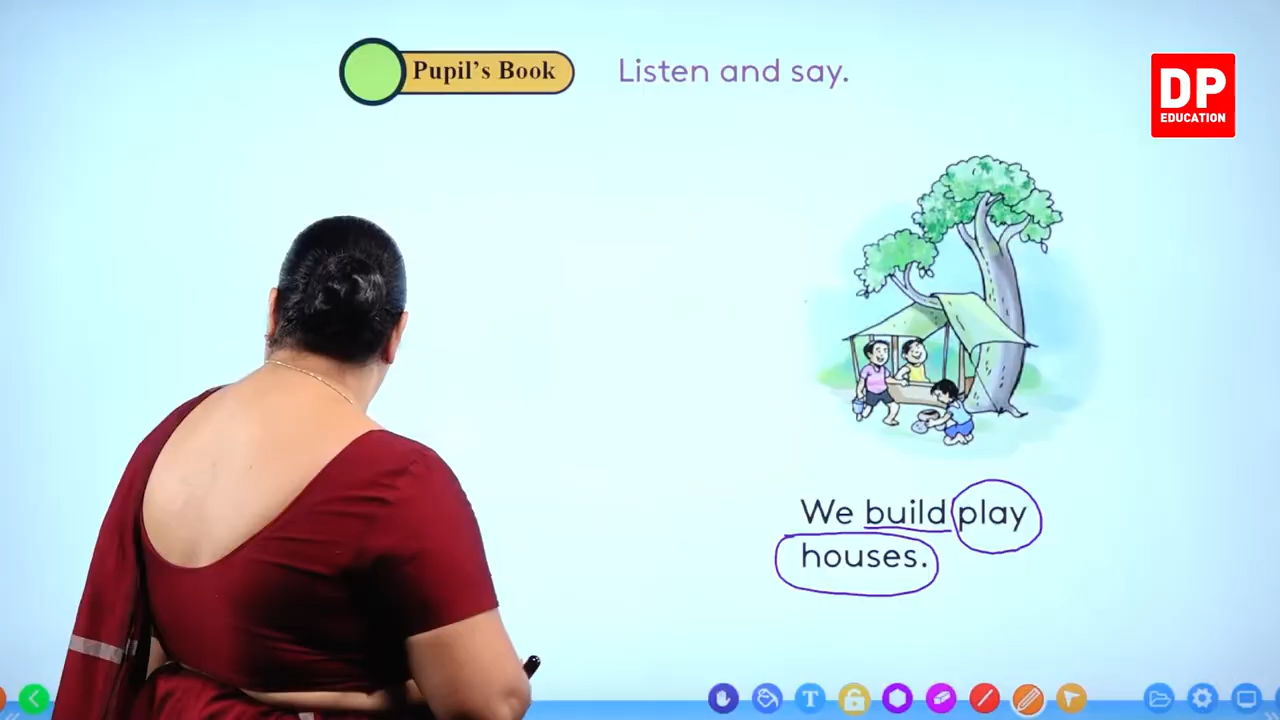 Pupil's Book
Listen and say.
DP
EDUCATION
We build play
houses.
T